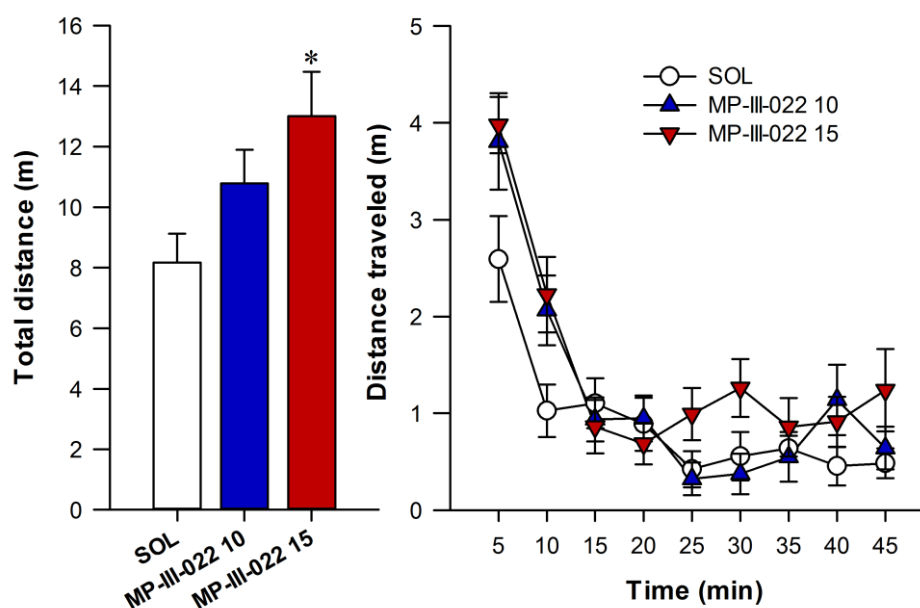 Total distance (m)
16
14
12
10
8
6
4
2
0
*
SOL
MP-III-022 10
MP-III-022 15
Distance traveled (m)
5
4
3
2
1
0
SOL
MP-III-022 10
MP-III-022 15
5 10 15 20 25 30 35 40 45
Time (min)